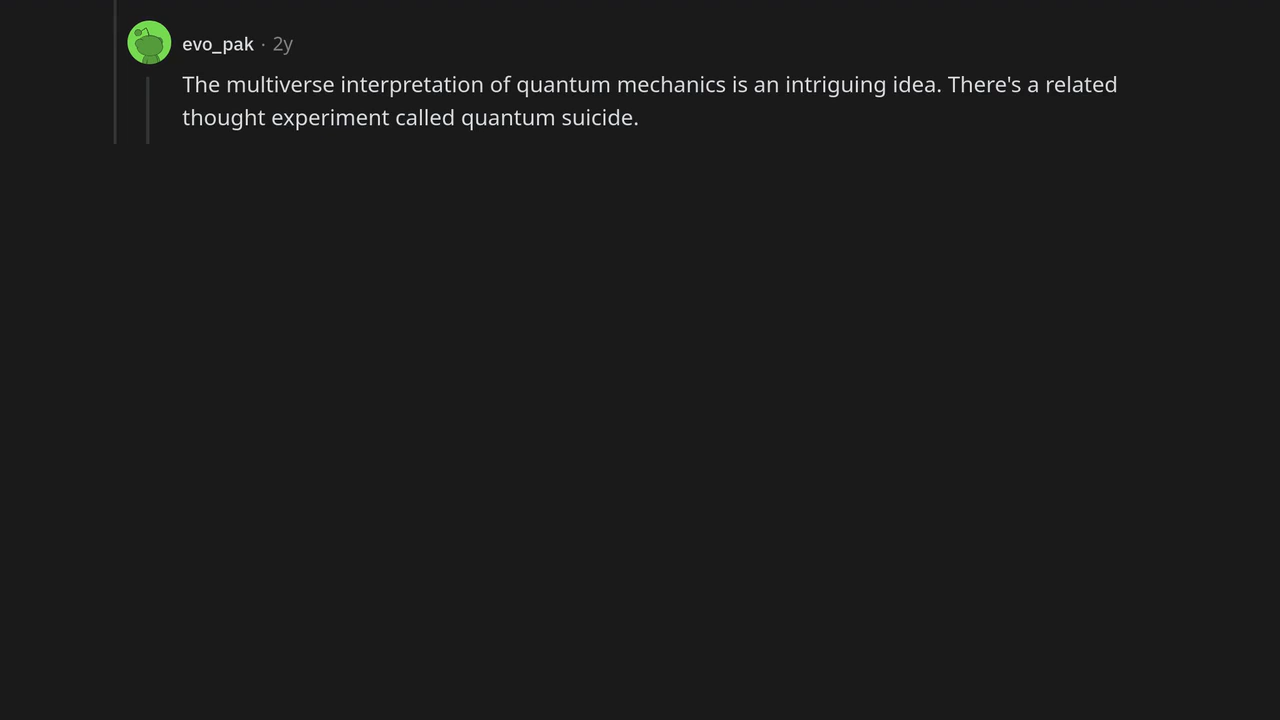 evo_pak · 2y
The multiverse interpretation of quantum mechanics is an intriguing idea. There's a related
thought experiment called quantum suicide.